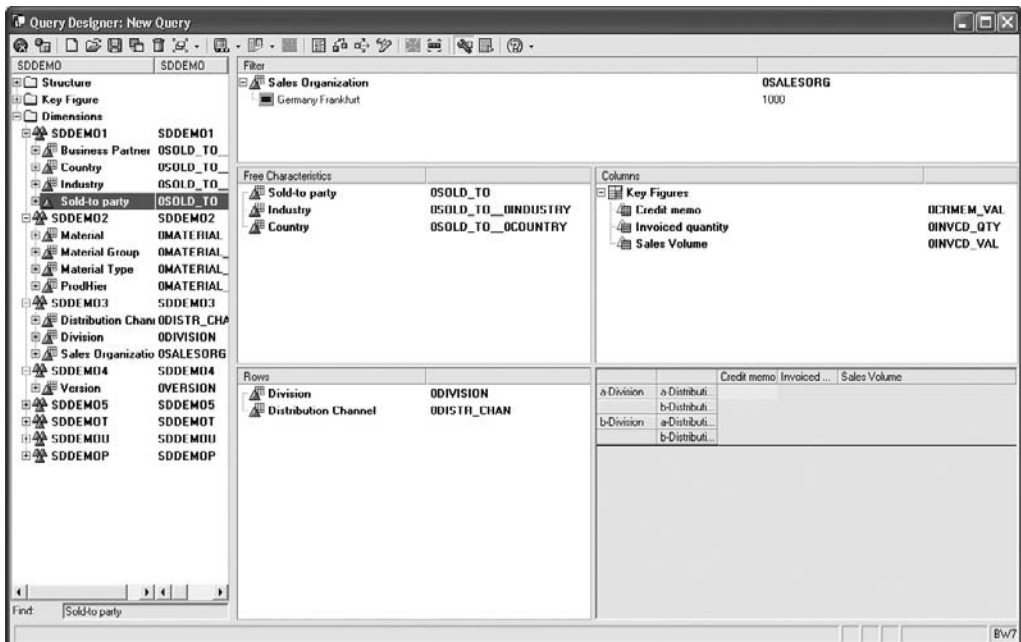 Query Designer: New Query
SDDEMO SDDEMO
Structure
Key Figure
Dimensions
SDDEMO1 SDDEMO1
Business Partner 0SOLD_TO_
Country 0SOLD_TO_
Industry 0SOLD_TO_
Sold-to party 0SOLD_TO
SDDEMO2 SDDEMO2
Material 0MATERIAL
Material Group 0MATERIAL_
Material Type 0MATERIAL_
ProdHier 0MATERIAL_
SDDEMO3 SDDEMO3
Distribution Chan 0DISTR_CHA
Division 0DIVISION
Sales Organizatio 0SALESORG
SDDEMO4 SDDEMO4
Version 0VERSION
SDDEMO5 SDDEMO5
SDDEMOT SDDEMOT
SDDEMOU SDDEMOU
SDDEMOP SDDEMOP
Find: Sold-to party
Filter
Sales Organization 0SALESORG
Germany Frankfurt 1000
Free Characteristics
Sold-to party 0SOLD_TO
Industry 0SOLD_TO__0INDUSTRY
Country 0SOLD_TO__0COUNTRY
Columns
Key Figures
Credit memo 0CRMEM_VAL
Invoiced quantity 0INVCD_QTY
Sales Volume 0INVCD_VAL
Rows
Division 0DIVISION
Distribution Channel 0DISTR_CHAN
Credit memo Invoiced ... Sales Volume
a-Division a-Distributi...
b-Distributi...
b-Division a-Distributi...
b-Distributi...
BW7